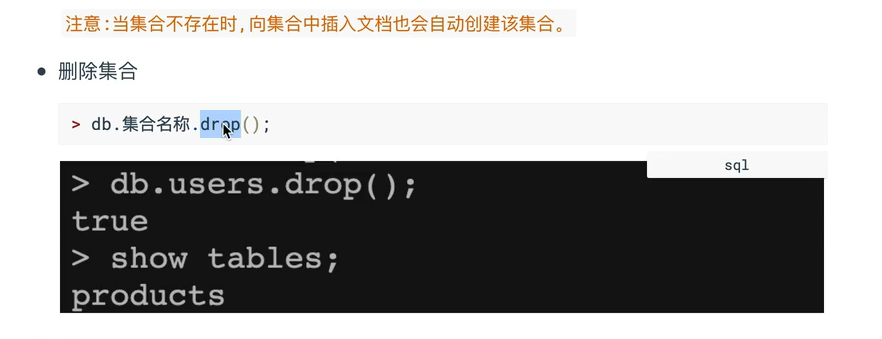 注意:当集合不存在时,向集合中插入文档也会自动创建该集合。
删除集合
> db.集合名称.drop();
sql
> db.users.drop();
true
> show tables;
products